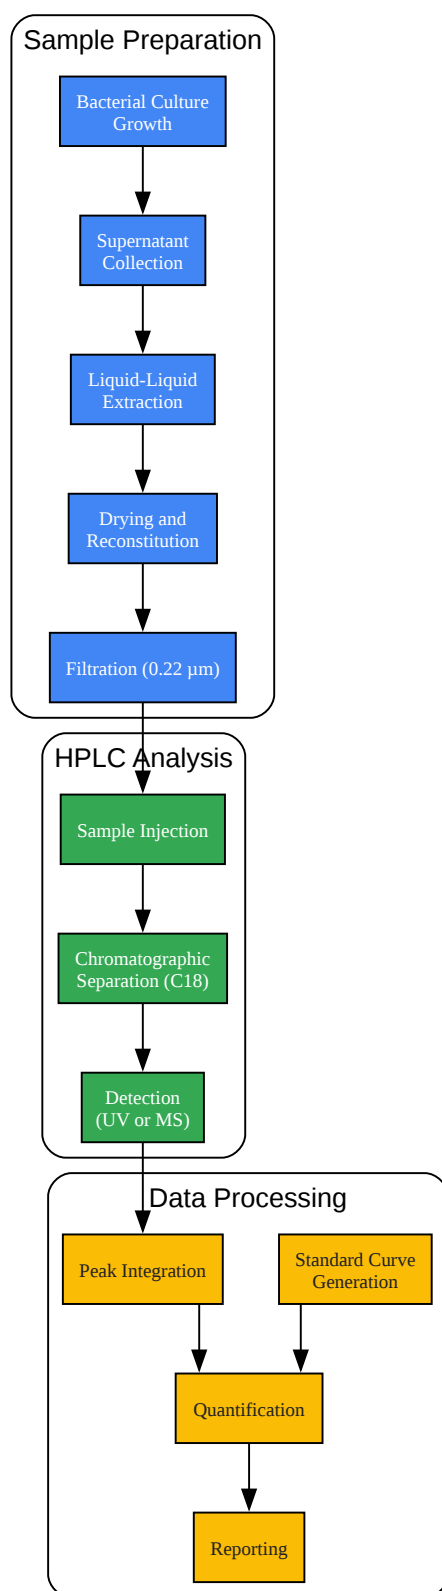 Sample Preparation
Bacterial Culture
Growth
Supernatant
Collection
Liquid-Liquid
Extraction
Drying and
Reconstitution
Filtration (0.22 µm)
HPLC Analysis
Sample Injection
Chromatographic
Separation (C18)
Detection
(UV or MS)
Data Processing
Peak Integration
Standard Curve
Generation
Quantification
Reporting